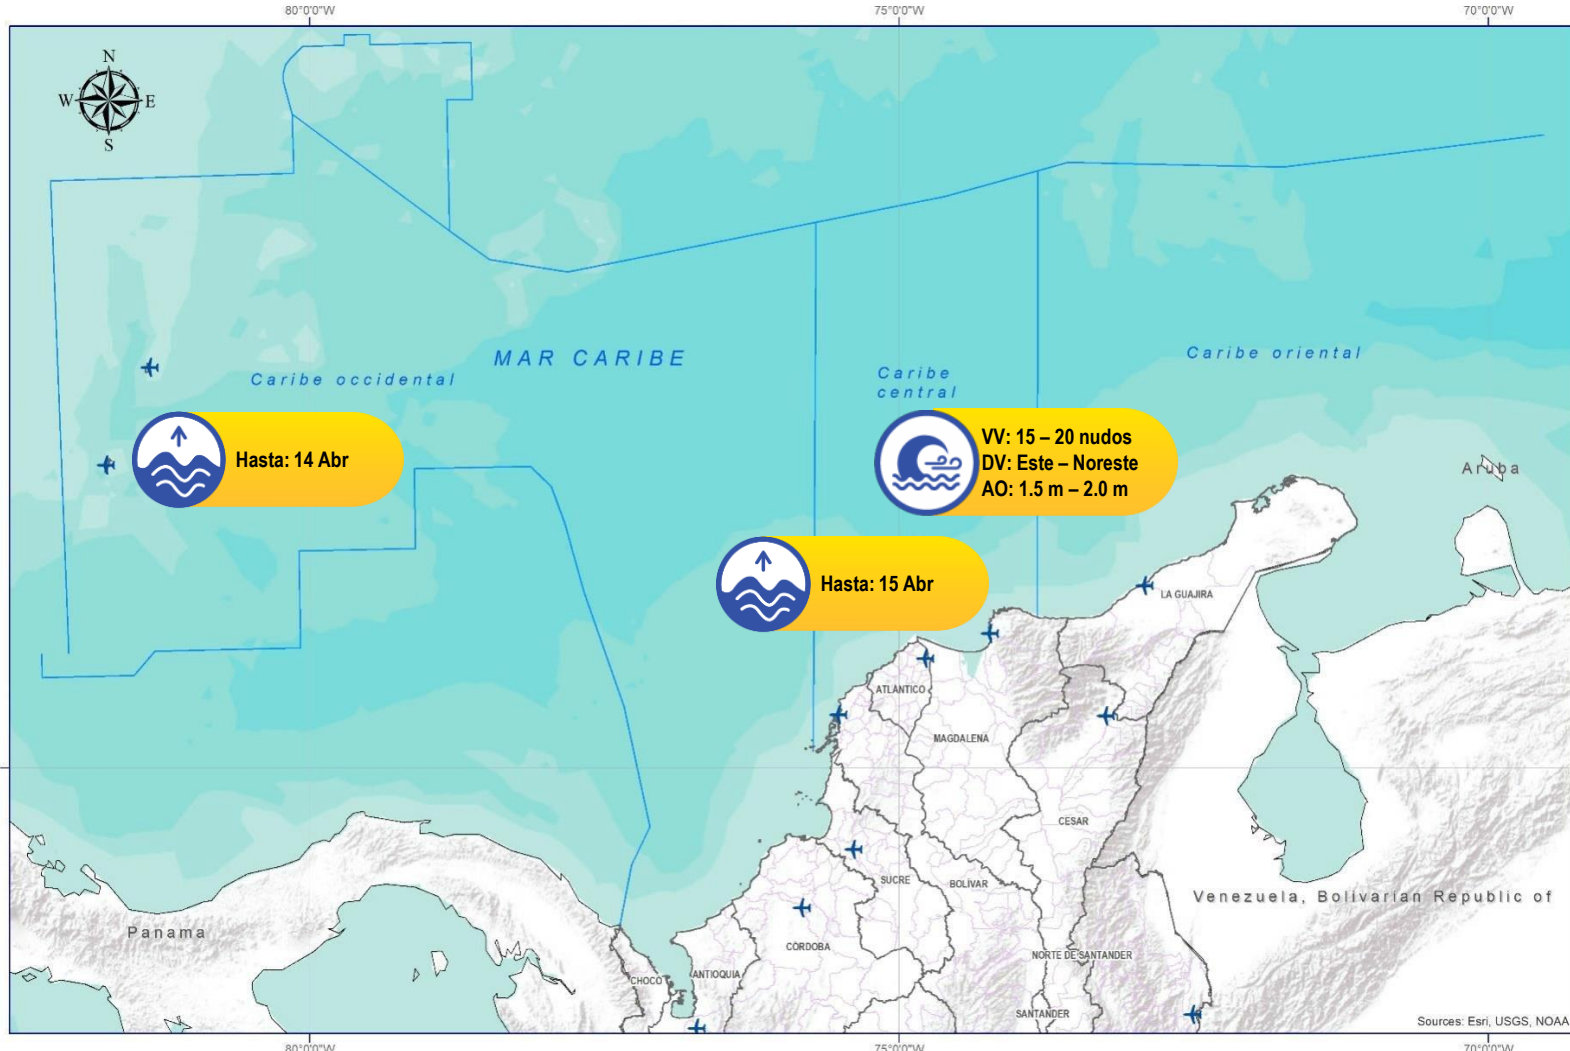 80°0'0"W
75°0'0"W
70°0'0"W
N
W
E
S
MAR CARIBE
Caribe occidental
Caribe
central
Caribe oriental
Hasta: 14 Abr
VV: 15 – 20 nudos
DV: Este – Noreste
AO: 1.5 m – 2.0 m
Aruba
Hasta: 15 Abr
LA GUAJIRA
ATLANTICO
MAGDALENA
CESAR
SUCRE
BOLIVAR
Venezuela, Bolivarian Republic of
Panama
CORDOBA
NORTE DE SANTANDER
ANTIOQUIA
CHOCO
SANTANDER
Sources: Esri, USGS, NOAA
80°0'0"W
75°0'0"W
70°0'0"W